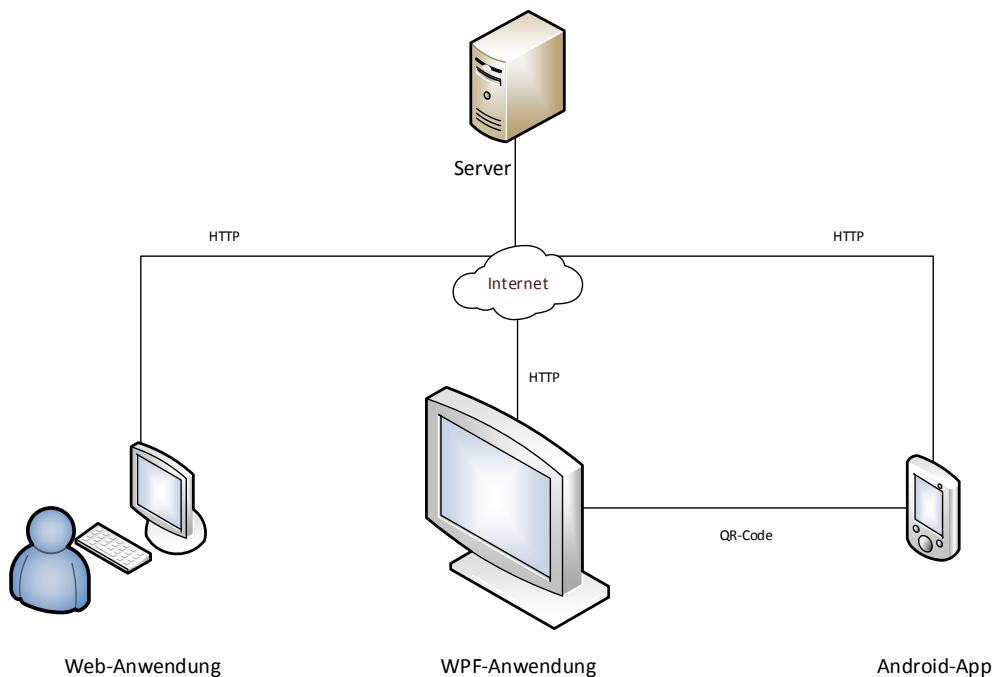 Server
HTTP
HTTP
Internet
HTTP
QR-Code
Web-Anwendung
WPF-Anwendung
Android-App